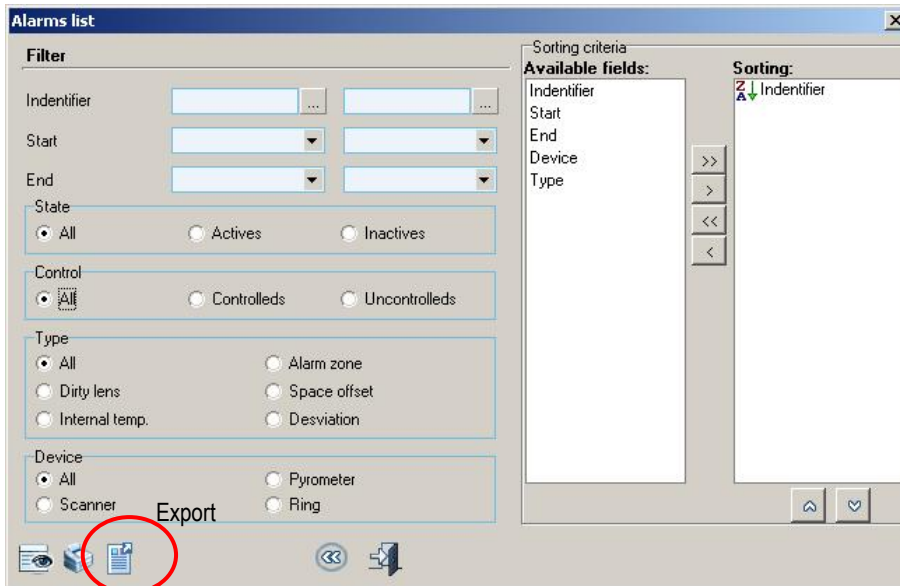 Alarms list
Filter
Indentifier
...
...
Start
End
State
All
Actives
Inactives
Control
All
Controlleds
Uncontrolleds
Type
All
Alarm zone
Dirty lens
Space offset
Internal temp.
Desviation
Device
All
Pyrometer
Scanner
Ring
Export
Sorting criteria
Available fields:
Indentifier
Start
End
Device
Type
>>
>
<<
<
Sorting:
ZA Indentifier